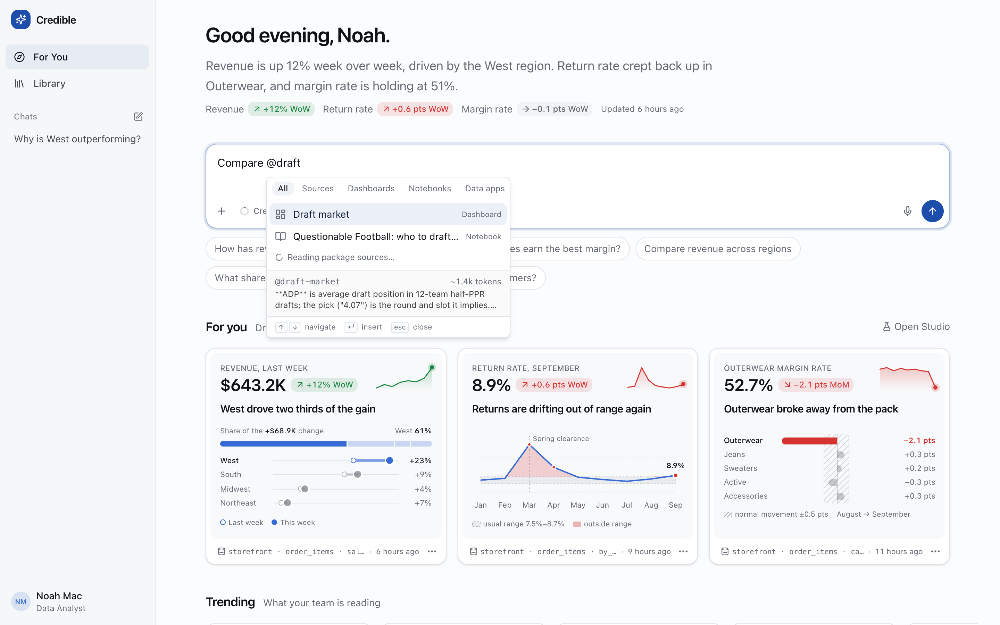 Credible
For You
Library
Chats
Why is West outperforming?
Noah Mac
NM
Data Analyst
Good evening, Noah.
Revenue is up 12% week over week, driven by the West region. Return rate crept back up in
Outerwear, and margin rate is holding at 51%.
Revenue +12% WoW Return rate +0.6 pts WoW Margin rate −0.1 pts WoW Updated 6 hours ago
Compare @draft
All Sources Dashboards Notebooks Data apps
Draft market Dashboard
Questionable Football: who to draft... Notebook
Reading package sources...
@draft-market ~1.4k tokens
**ADP** is average draft position in 12-team half-PPR
drafts; the pick ("4.07") is the round and slot it implies....
navigate insert esc close
How has es earn the best margin? Compare revenue across regions
What share mers?
For you
Open Studio
REVENUE, LAST WEEK
$643.2K +12% WoW
West drove two thirds of the gain
Share of the +$68.9K change West 61%
West +23%
South +9%
Midwest +4%
Northeast +7%
Last week This week
storefront · order_items · sal... · 6 hours ago
RETURN RATE, SEPTEMBER
8.9% +0.6 pts WoW
Returns are drifting out of range again
Spring clearance
8.9%
Jan Feb Mar Apr May Jun Jul Aug Sep
usual range 7.5%–8.7% outside range
storefront · order_items · by_... · 9 hours ago
OUTERWEAR MARGIN RATE
52.7% −2.1 pts MoM
Outerwear broke away from the pack
Outerwear −2.1 pts
Jeans +0.3 pts
Sweaters +0.2 pts
Active −0.3 pts
Accessories +0.3 pts
normal movement ±0.5 pts August → September
storefront · order_items · ca... · 11 hours ago
Trending What your team is reading